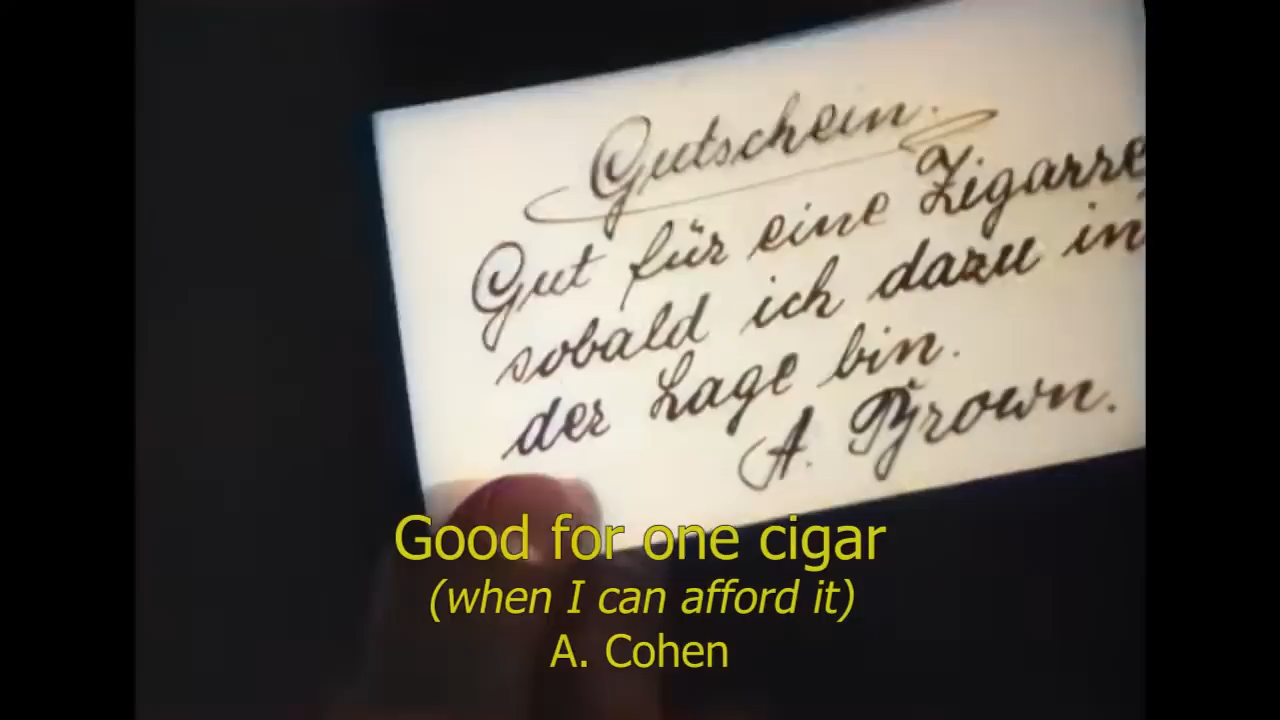 Gutschein.
Gut für eine Zigarre
sobald ich dazu in
der Lage bin.
A. Brown.
Good for one cigar
(when I can afford it)
A. Cohen